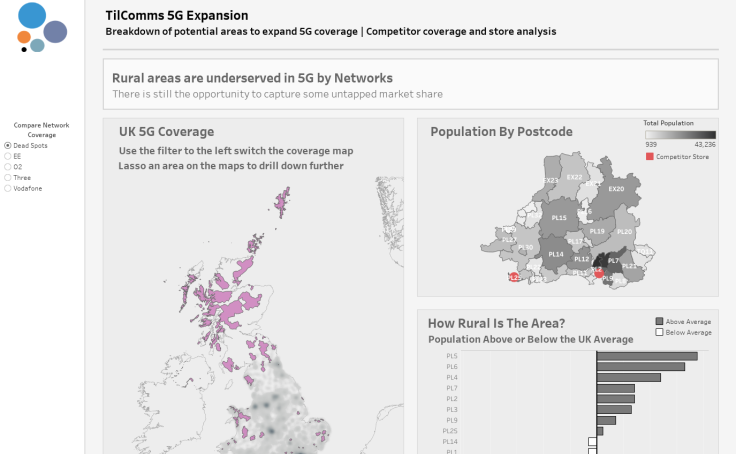 TilComms 5G Expansion
Breakdown of potential areas to expand 5G coverage | Competitor coverage and store analysis
Rural areas are underserved in 5G by Networks
There is still the opportunity to capture some untapped market share
Compare Network
Coverage
Dead Spots
EE
O2
Three
Vodafone
UK 5G Coverage
Use the filter to the left switch the coverage map
Lasso an area on the maps to drill down further
Population By Postcode
Total Population
939 43,236
Competitor Store
EX23
EX22
EX20
PL15
PL19
PL20
PL17
PL14
PL12
PL7
PL21
How Rural Is The Area?
Population Above or Below the UK Average
Above Average
Below Average
PL5
PL6
PL4
PL7
PL2
PL3
PL9
PL25
PL14
PL1